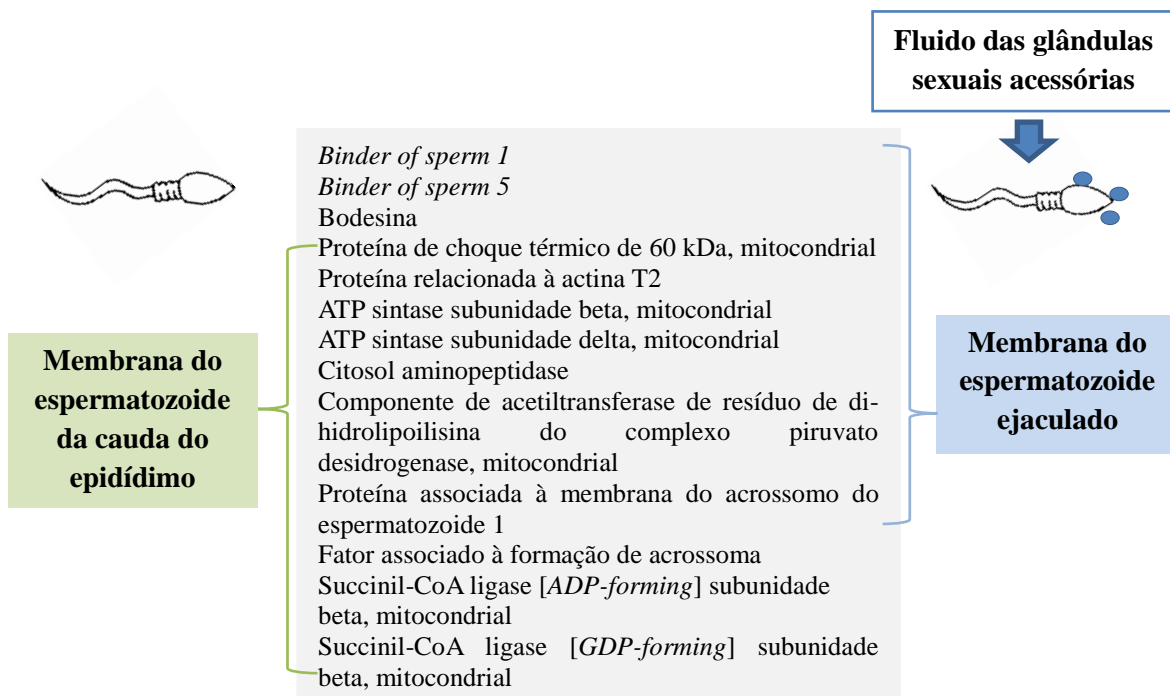 Fluido das glândulas
sexuais acessórias
Binder of sperm 1
Binder of sperm 5
Bodesina
Proteína de choque térmico de 60 kDa, mitocondrial
Proteína relacionada à actina T2
ATP sintase subunidade beta, mitocondrial
ATP sintase subunidade delta, mitocondrial
Citosol aminopeptidase
Componente de acetiltransferase de resíduo de di-
hidrolipoilisina do complexo piruvato
desidrogenase, mitocondrial
Proteína associada à membrana do acrossomo do
espermatozoide 1
Fator associado à formação de acrossoma
Succinil-CoA ligase [ADP-forming] subunidade
beta, mitocondrial
Succinil-CoA ligase [GDP-forming] subunidade
beta, mitocondrial
Membrana do
espermatozoide
da cauda do
epidídimo
Membrana do
espermatozoide
ejaculado